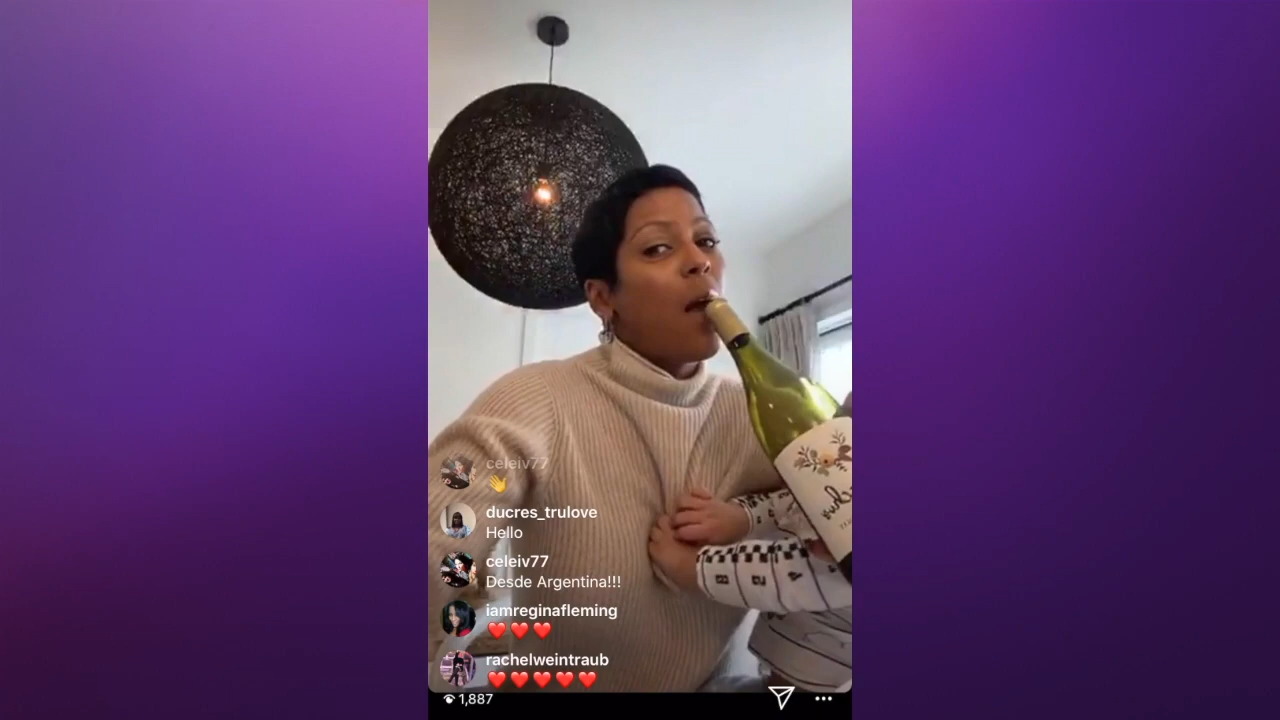 celeiv77
👋
ducres_trulove
Hello
celeiv77
Desde Argentina!!!
iamreginafleming
❤️❤️❤️
rachelweintraub
❤️❤️❤️❤️❤️
1,887